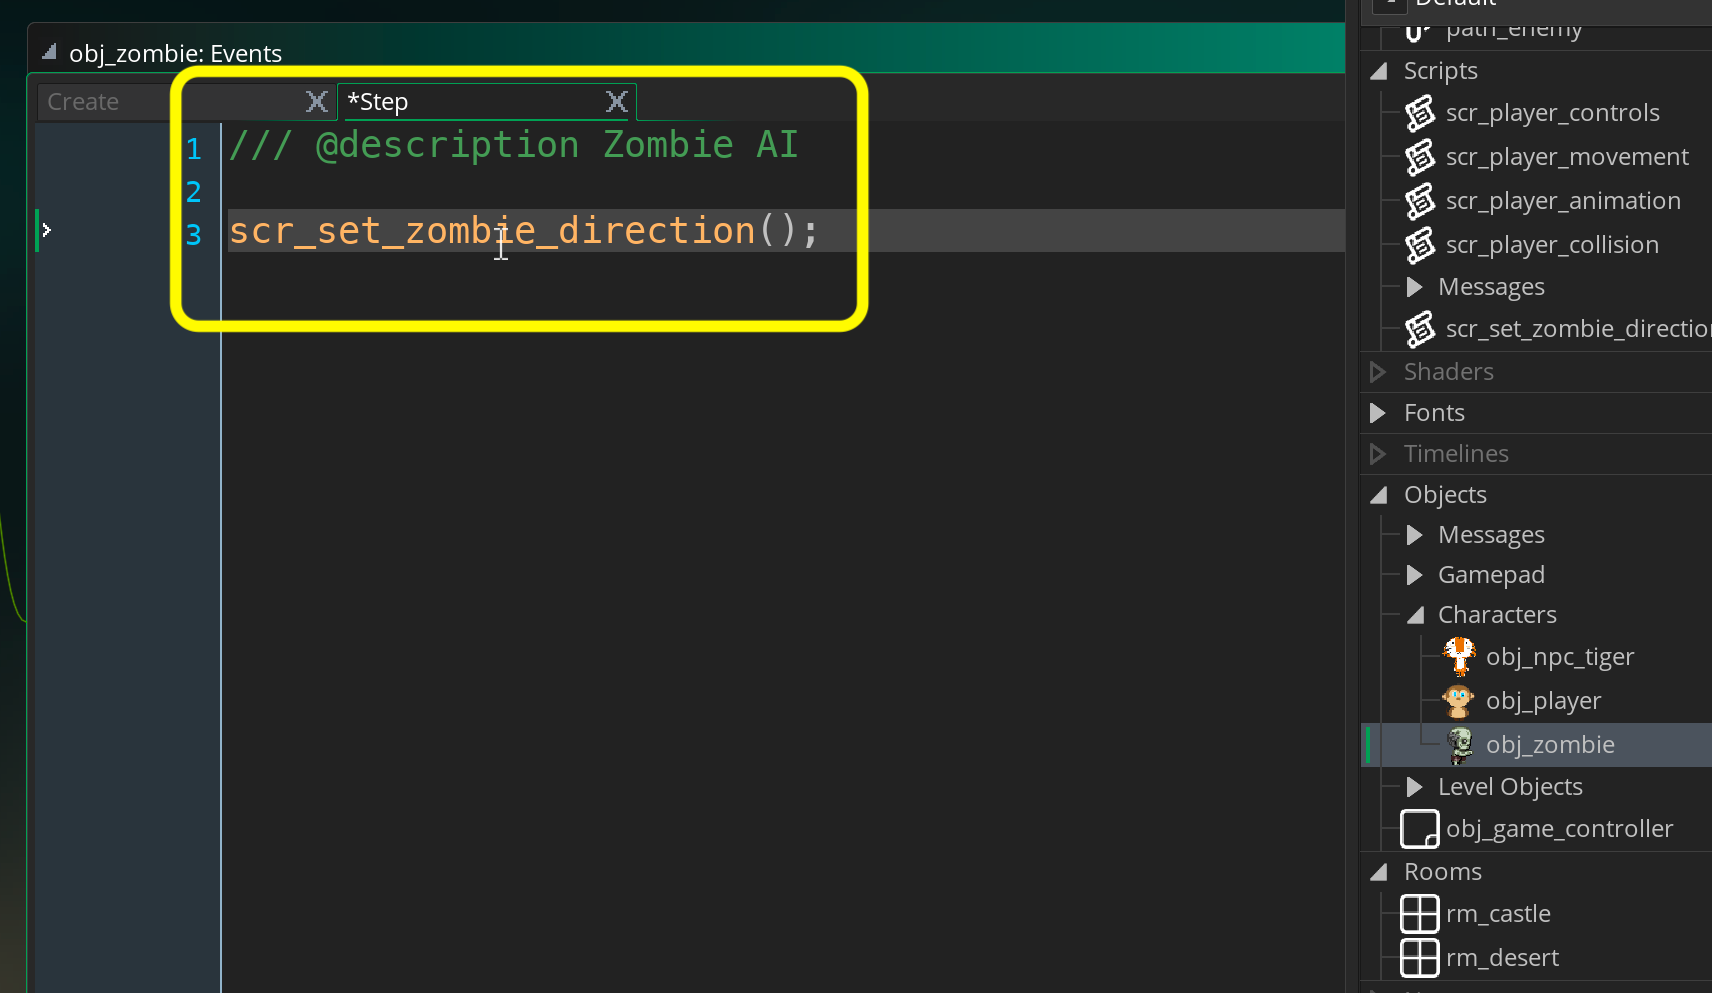 obj_zombie: Events
Create
*Step
1 /// @description Zombie AI
2
3 scr_set_zombie_direction();
Default
path_enemy
Scripts
scr_player_controls
scr_player_movement
scr_player_animation
scr_player_collision
Messages
scr_set_zombie_direction
Shaders
Fonts
Timelines
Objects
Messages
Gamepad
Characters
obj_npc_tiger
obj_player
obj_zombie
Level Objects
obj_game_controller
Rooms
rm_castle
rm_desert